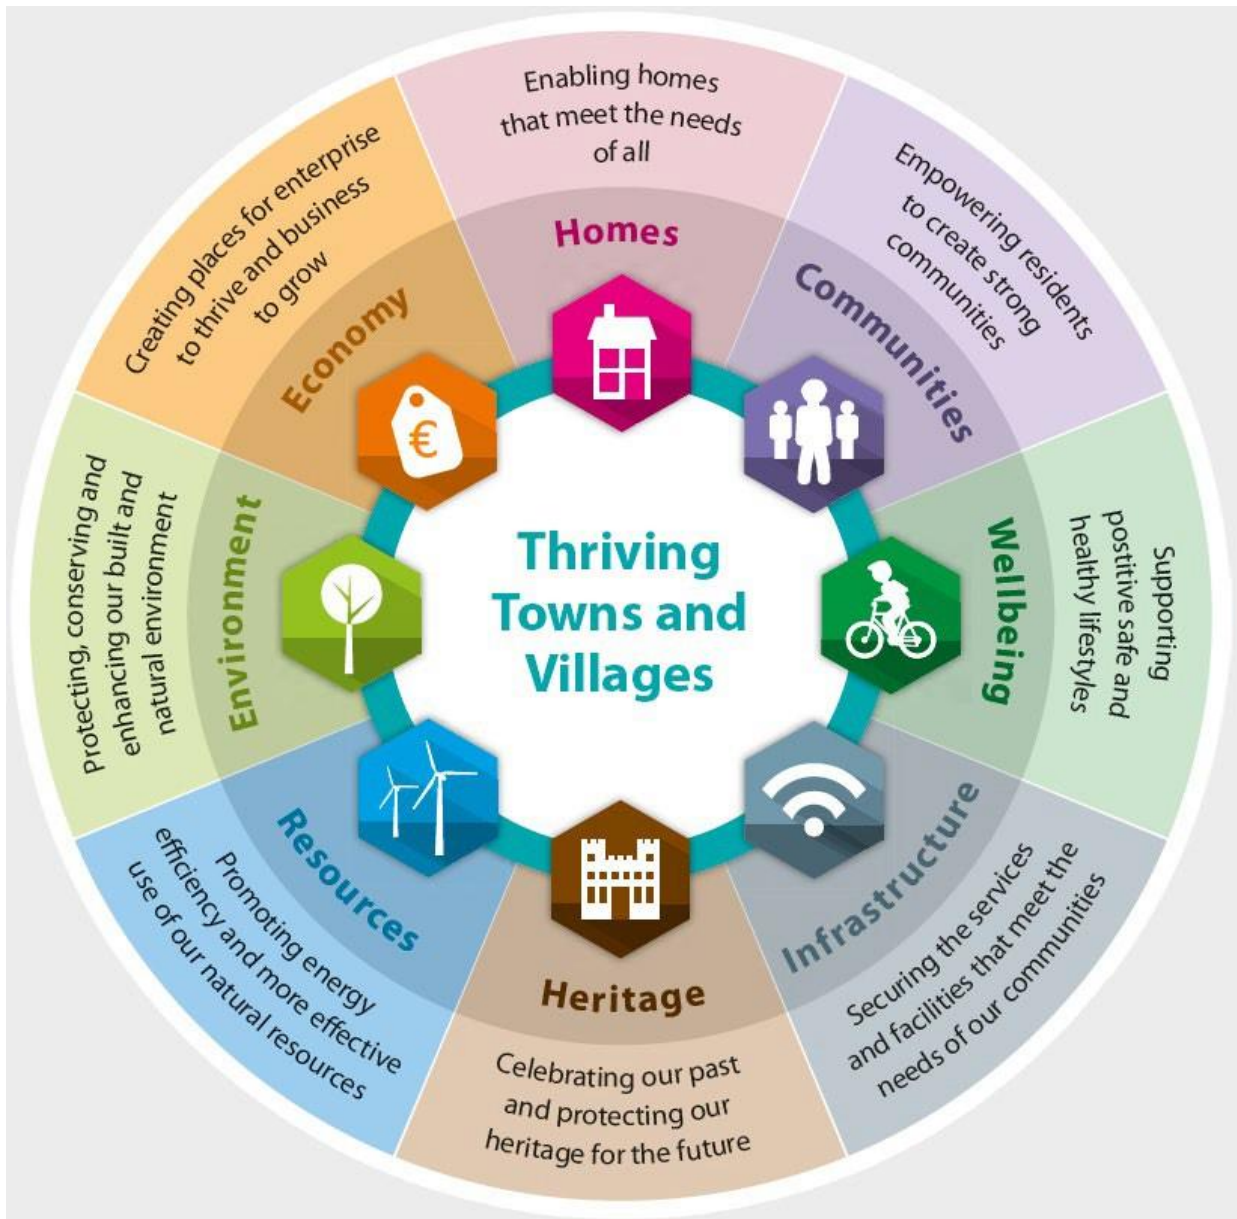 Thriving
Towns and
Villages
Enabling homes
that meet the needs
of all
Homes
Empowering residents
to create strong
communities
Communities
Supporting
postitive safe and
healthy lifestyles
Wellbeing
Securing the services
and facilities that meet the
needs of our communities
Infrastructure
Heritage
Celebrating our past
and protecting our
heritage for the future
Resources
Promoting energy
efficiency and more effective
use of our natural resources
Protecting, conserving and
enhancing our built and
natural environment
Environment
Creating places for enterprise
to thrive and business
to grow
Economy
€